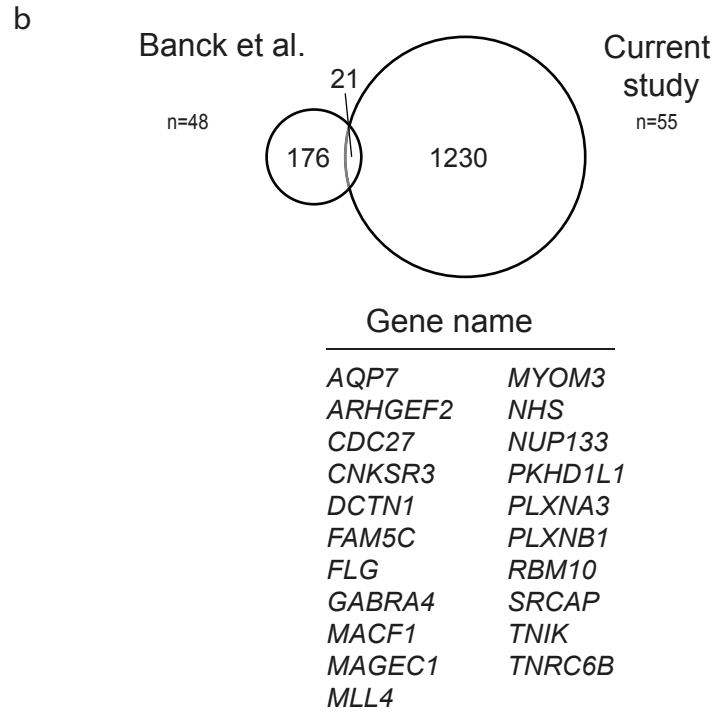 b
Banck et al.
Current
study
21
n=48
n=55
176
1230
Gene name
AQP7
MYOM3
ARHGEF2
NHS
CDC27
NUP133
CNKSR3
PKHD1L1
DCTN1
PLXNA3
FAM5C
PLXNB1
FLG
RBM10
GABRA4
SRCAP
MACF1
TNIK
MAGEC1
TNRC6B
MLL4